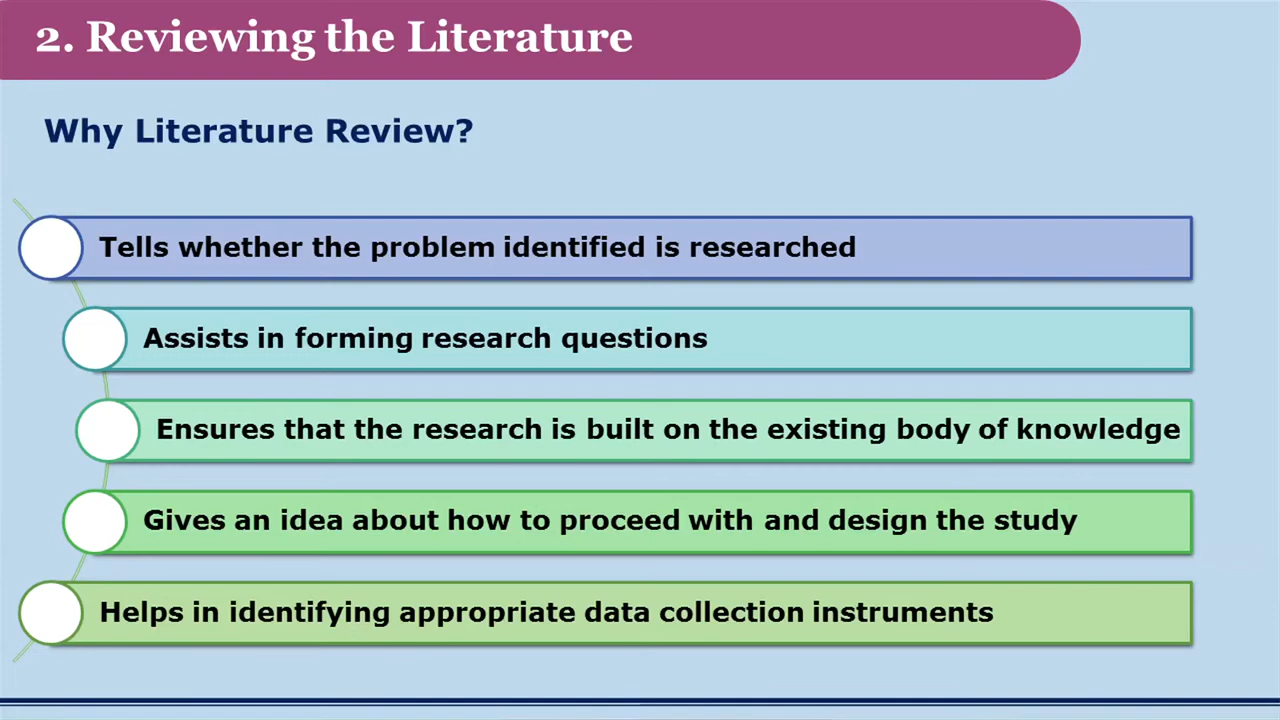 2. Reviewing the Literature
Why Literature Review?
Tells whether the problem identified is researched
Assists in forming research questions
Ensures that the research is built on the existing body of knowledge
Gives an idea about how to proceed with and design the study
Helps in identifying appropriate data collection instruments